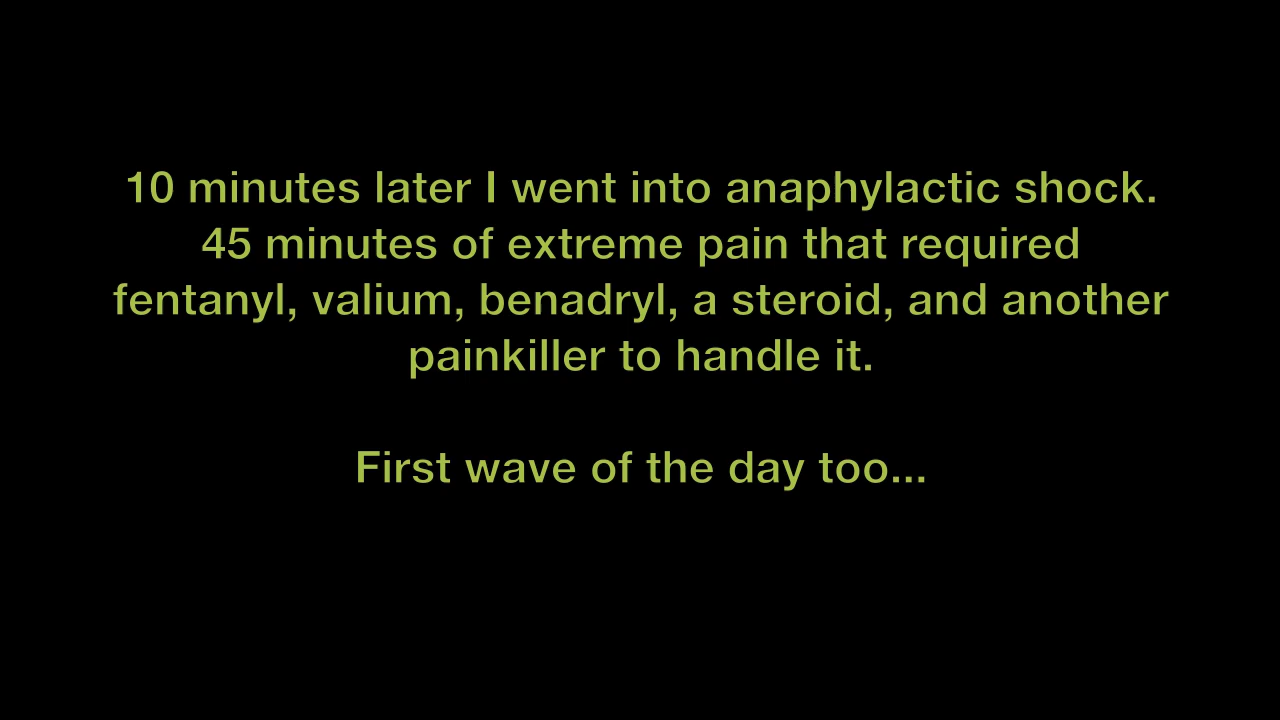 10 minutes later I went into anaphylactic shock.
45 minutes of extreme pain that required
fentanyl, valium, benadryl, a steroid, and another
painkiller to handle it.
First wave of the day too...